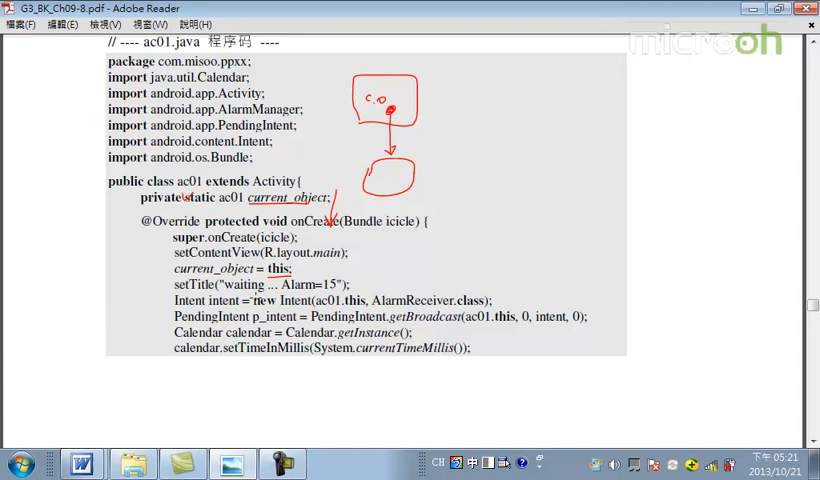 G3_BK_Ch09-8.pdf - Adobe Reader
檔案(F) 編輯(E) 檢視(V) 視窗(W) 說明(H)
microoh
// ---- ac01.java 程序码 ----
package com.misoo.ppxx;
import java.util.Calendar;
import android.app.Activity;
import android.app.AlarmManager;
import android.app.PendingIntent;
import android.content.Intent;
import android.os.Bundle;
c.o
public class ac01 extends Activity{
private static ac01 current_object;
@Override protected void onCreate(Bundle icicle) {
super.onCreate(icicle);
setContentView(R.layout.main);
current_object = this;
setTitle("waiting ... Alarm=15");
Intent intent = new Intent(ac01.this, AlarmReceiver.class);
PendingIntent p_intent = PendingIntent.getBroadcast(ac01.this, 0, intent, 0);
Calendar calendar = Calendar.getInstance();
calendar.setTimeInMillis(System.currentTimeMillis());
CH 中
下午 05:21
2013/10/21